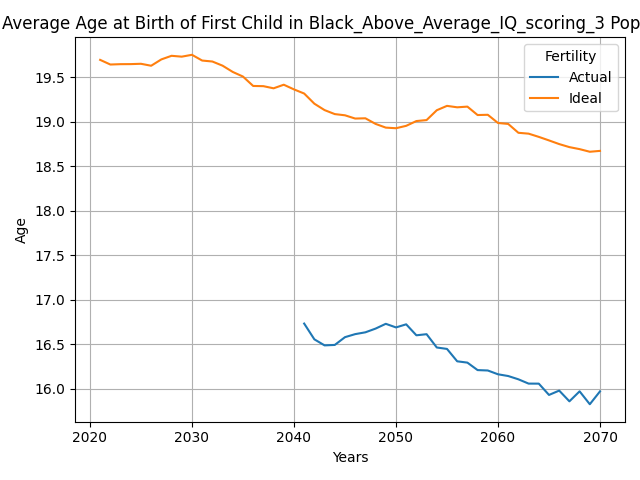 Average Age at Birth of First Child in Black_Above_Average_IQ_scoring_3 Pop
Fertility
Actual
Ideal
19.5
19.0
18.5
18.0
17.5
17.0
16.5
16.0
Age
2020 2030 2040 2050 2060 2070
Years